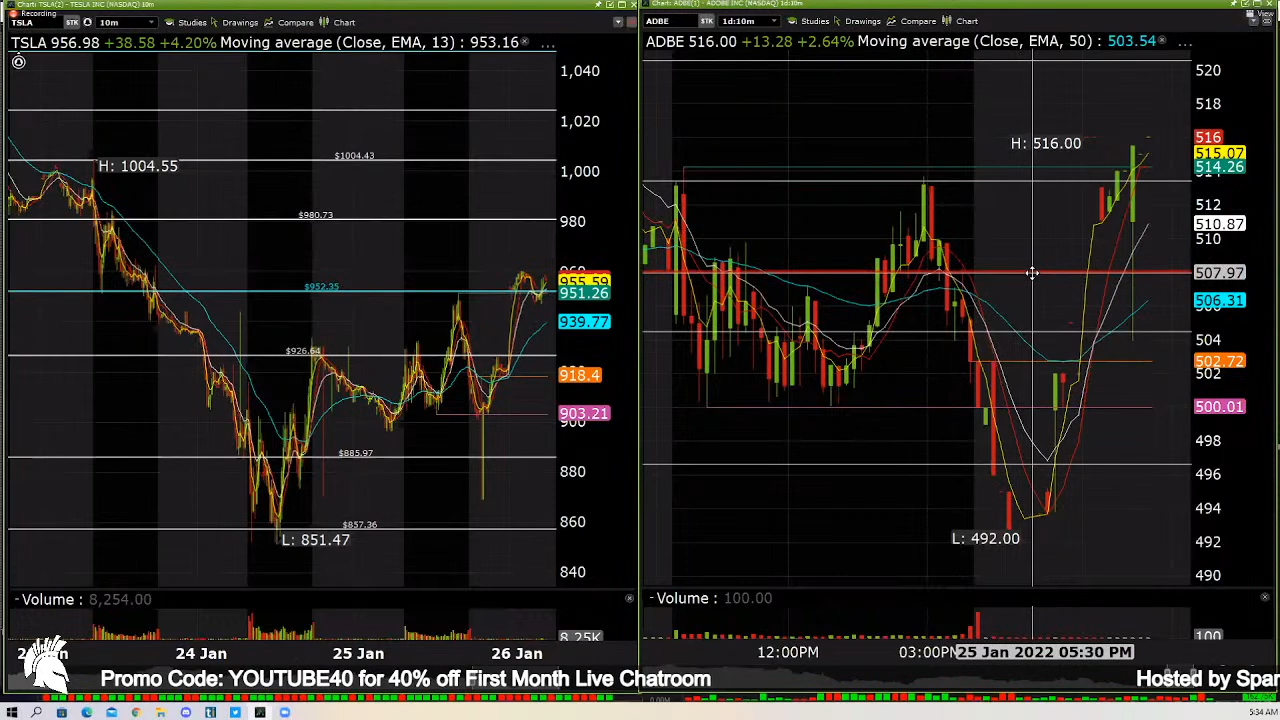 Chart: TSLA(2) - TESLA INC (NASDAQ) 10m
Recording
TSLA STK 10m Studies Drawings Compare Chart
TSLA 956.98 +38.58 +4.20% Moving average (Close, EMA, 13) : 953.16 ...
1,040
1,020
1,000
980
960
955.59
951.26
939.77
918.4
903.21
900
880
860
840
H: 1004.55
$1004.43
$980.73
$952.35
$926.64
$885.97
$857.36
L: 851.47
- Volume : 8,254.00
8.25K
24 Jan
25 Jan
26 Jan
Chart: ADBE(1) - ADOBE INC (NASDAQ) 1d:10m
View
ADBE STK 1d:10m Studies Drawings Compare Chart
ADBE 516.00 +13.28 +2.64% Moving average (Close, EMA, 50) : 503.54 ...
520
518
516
515.07
514.26
512
510.87
510
507.97
506.31
504
502.72
502
500.01
498
496
494
492
490
H: 516.00
L: 492.00
- Volume : 100.00
100
12:00PM
03:00PM
25 Jan 2022 05:30 PM
Promo Code: YOUTUBE40 for 40% off First Month Live Chatroom
Hosted by Spar
5:34 AM